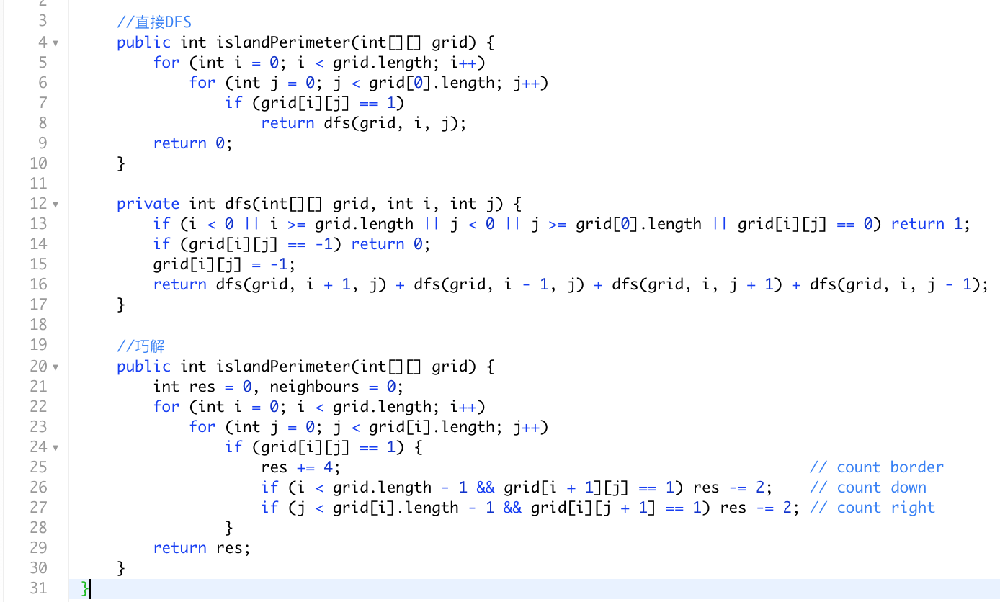 2
3 //直接DFS
4 public int islandPerimeter(int[][] grid) {
5 for (int i = 0; i < grid.length; i++)
6 for (int j = 0; j < grid[0].length; j++)
7 if (grid[i][j] == 1)
8 return dfs(grid, i, j);
9 return 0;
10 }
11
12 private int dfs(int[][] grid, int i, int j) {
13 if (i < 0 || i >= grid.length || j < 0 || j >= grid[0].length || grid[i][j] == 0) return 1;
14 if (grid[i][j] == -1) return 0;
15 grid[i][j] = -1;
16 return dfs(grid, i + 1, j) + dfs(grid, i - 1, j) + dfs(grid, i, j + 1) + dfs(grid, i, j - 1);
17 }
18
19 //巧解
20 public int islandPerimeter(int[][] grid) {
21 int res = 0, neighbours = 0;
22 for (int i = 0; i < grid.length; i++)
23 for (int j = 0; j < grid[i].length; j++)
24 if (grid[i][j] == 1) {
25 res += 4; // count border
26 if (i < grid.length - 1 && grid[i + 1][j] == 1) res -= 2; // count down
27 if (j < grid[i].length - 1 && grid[i][j + 1] == 1) res -= 2; // count right
28 }
29 return res;
30 }
31 }